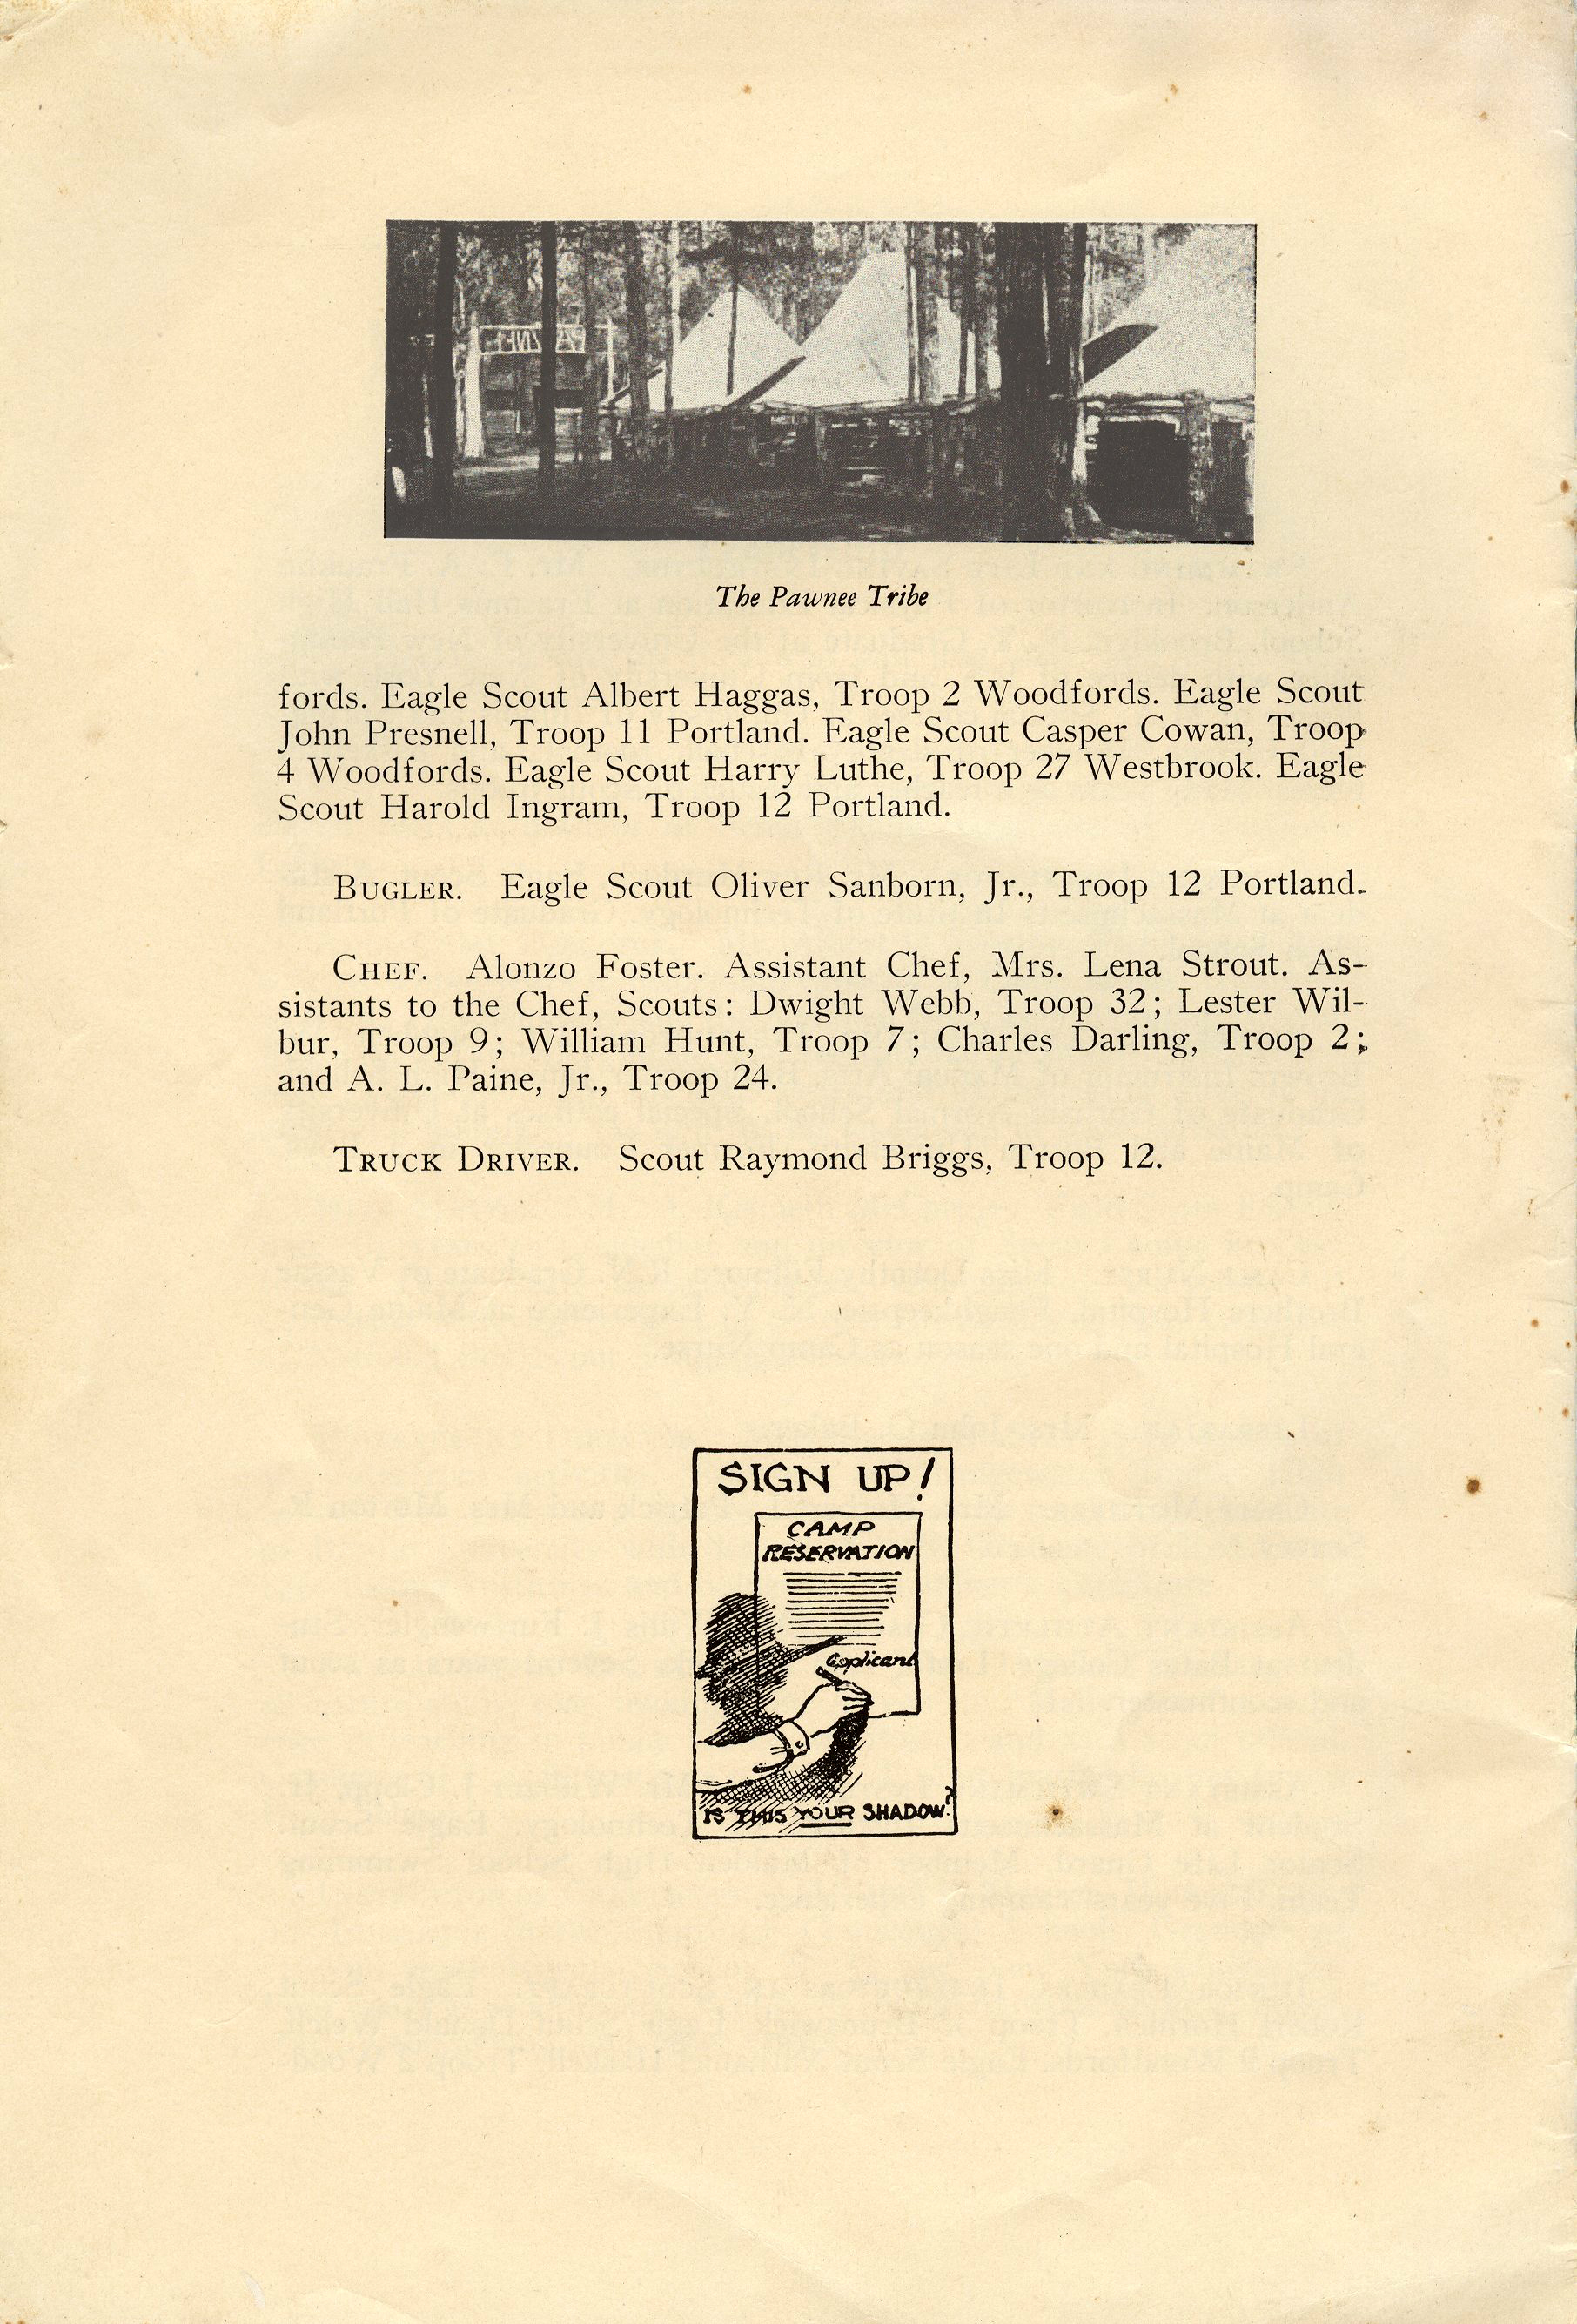 The Pawnee Tribe
fords. Eagle Scout Albert Haggas, Troop 2 Woodfords. Eagle Scout
John Presnell, Troop 11 Portland. Eagle Scout Casper Cowan, Troop
4 Woodfords. Eagle Scout Harry Luthe, Troop 27 Westbrook. Eagle
Scout Harold Ingram, Troop 12 Portland.
BUGLER. Eagle Scout Oliver Sanborn, Jr., Troop 12 Portland.
CHEF. Alonzo Foster. Assistant Chef, Mrs. Lena Strout. As-
sistants to the Chef, Scouts: Dwight Webb, Troop 32; Lester Wil-
bur, Troop 9; William Hunt, Troop 7; Charles Darling, Troop 2;
and A. L. Paine, Jr., Troop 24.
TRUCK DRIVER. Scout Raymond Briggs, Troop 12.
SIGN UP!
CAMP
RESERVATION
Applicant
IS THIS YOUR SHADOW?